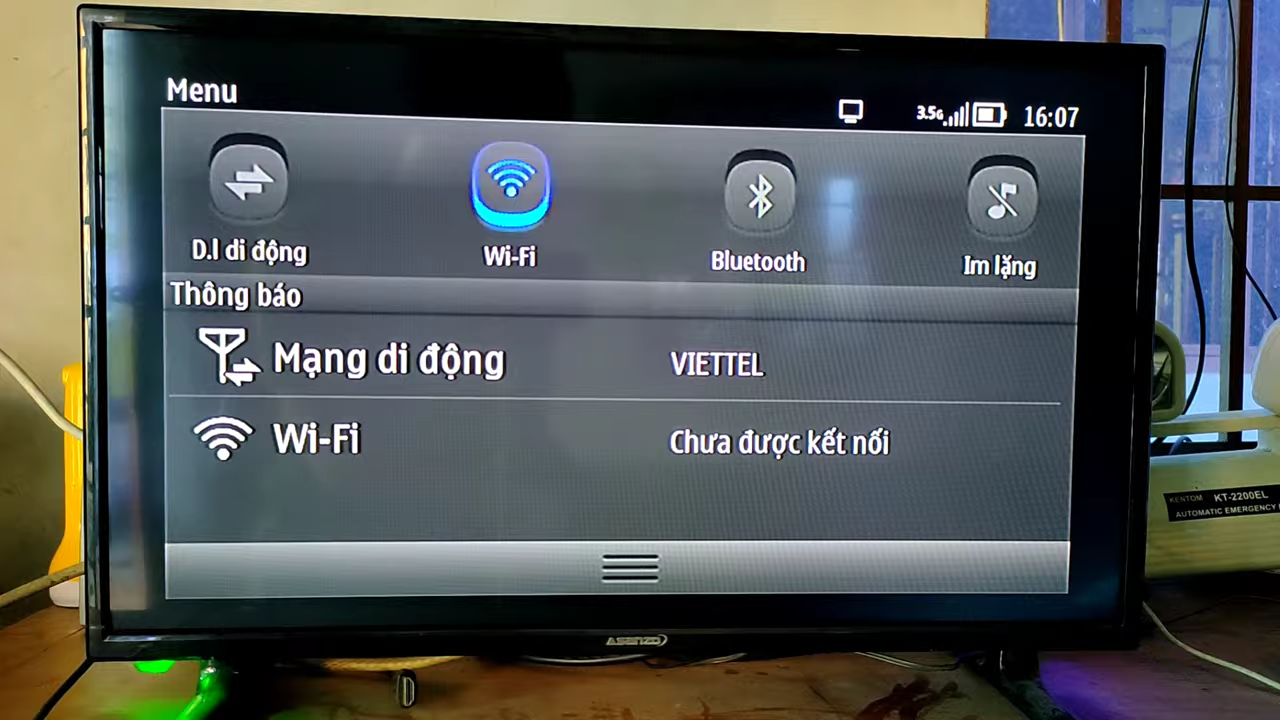 Menu
3.5G 16:07
D.l di động Wi-Fi Bluetooth Im lặng
Thông báo
Mạng di động VIETTEL
Wi-Fi Chưa được kết nối
ASANZO
KENTOM KT-2200EL
AUTOMATIC EMERGENCY